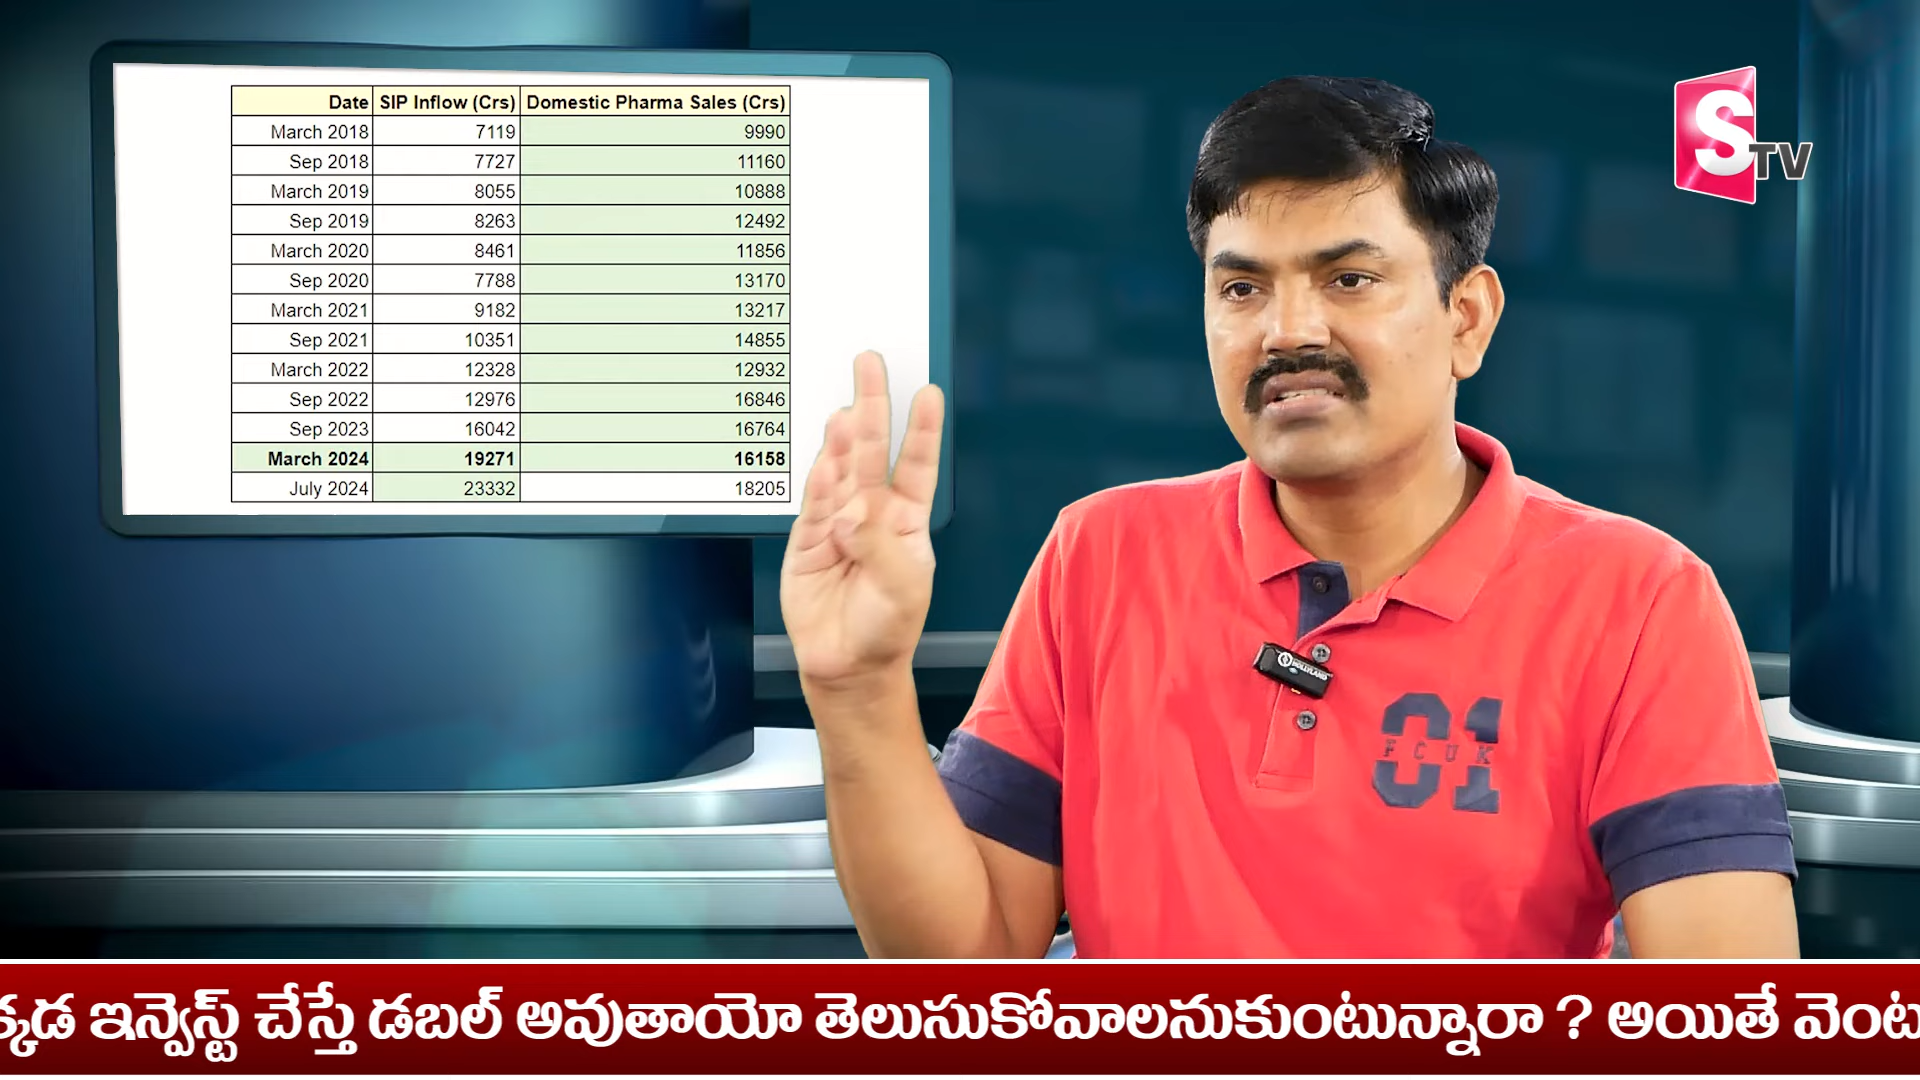 Date SIP Inflow (Crs) Domestic Pharma Sales (Crs)
March 2018 7119 9990
Sep 2018 7727 11160
March 2019 8055 10888
Sep 2019 8263 12492
March 2020 8461 11856
Sep 2020 7788 13170
March 2021 9182 13217
Sep 2021 10351 14855
March 2022 12328 12932
Sep 2022 12976 16846
Sep 2023 16042 16764
March 2024 19271 16158
July 2024 23332 18205
S TV
HOLLYLAND
01
FCUK
క్కడ ఇన్వెస్ట్ చేస్తే డబల్ అవుతాయో తెలుసుకోవాలనుకుంటున్నారా ? అయితే వెంట